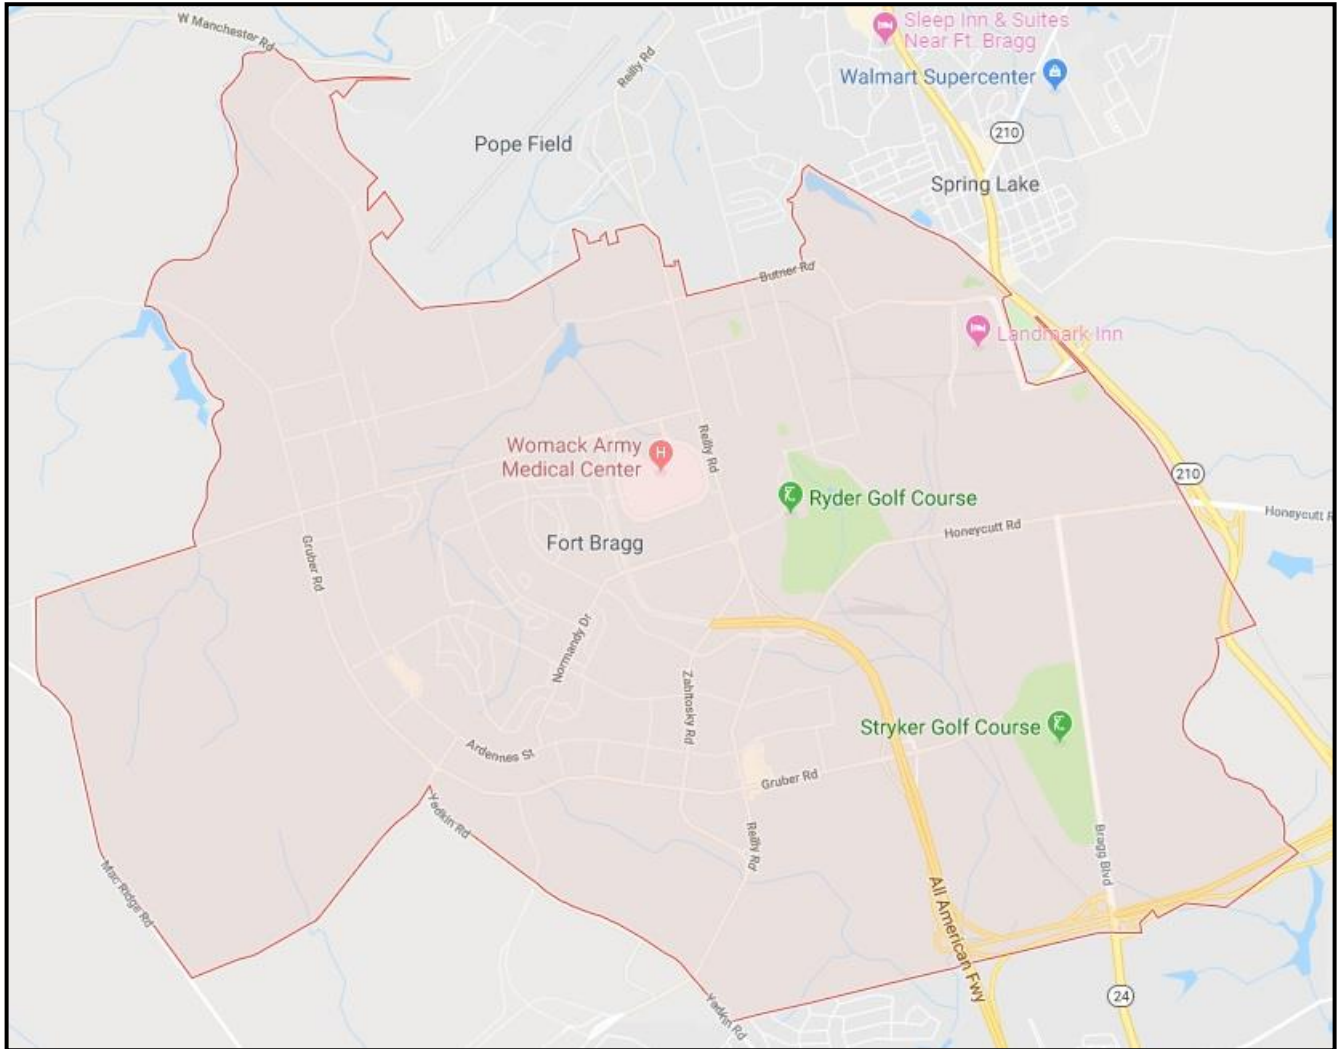 W Manchester Rd
Sleep Inn & Suites
Near Ft. Bragg
Reilly Rd
Walmart Supercenter
210
Pope Field
Spring Lake
Butner Rd
Landmark Inn
Womack Army
Medical Center
Reilly Rd
210
Ryder Golf Course
Honeycutt R
Honeycutt Rd
Fort Bragg
Gruber Rd
Normandy Dr
Zabitosky Rd
Stryker Golf Course
Ardennes St
Gruber Rd
Yadkin Rd
Reilly Rd
Bragg Blvd
Mac Ridge Rd
All American Fwy
24
Yadkin Rd